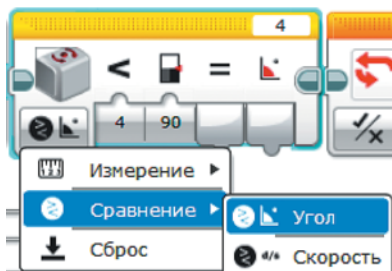 4
< =
4 90
Измерение
Сравнение
Угол
Сброс
d/s Скорость